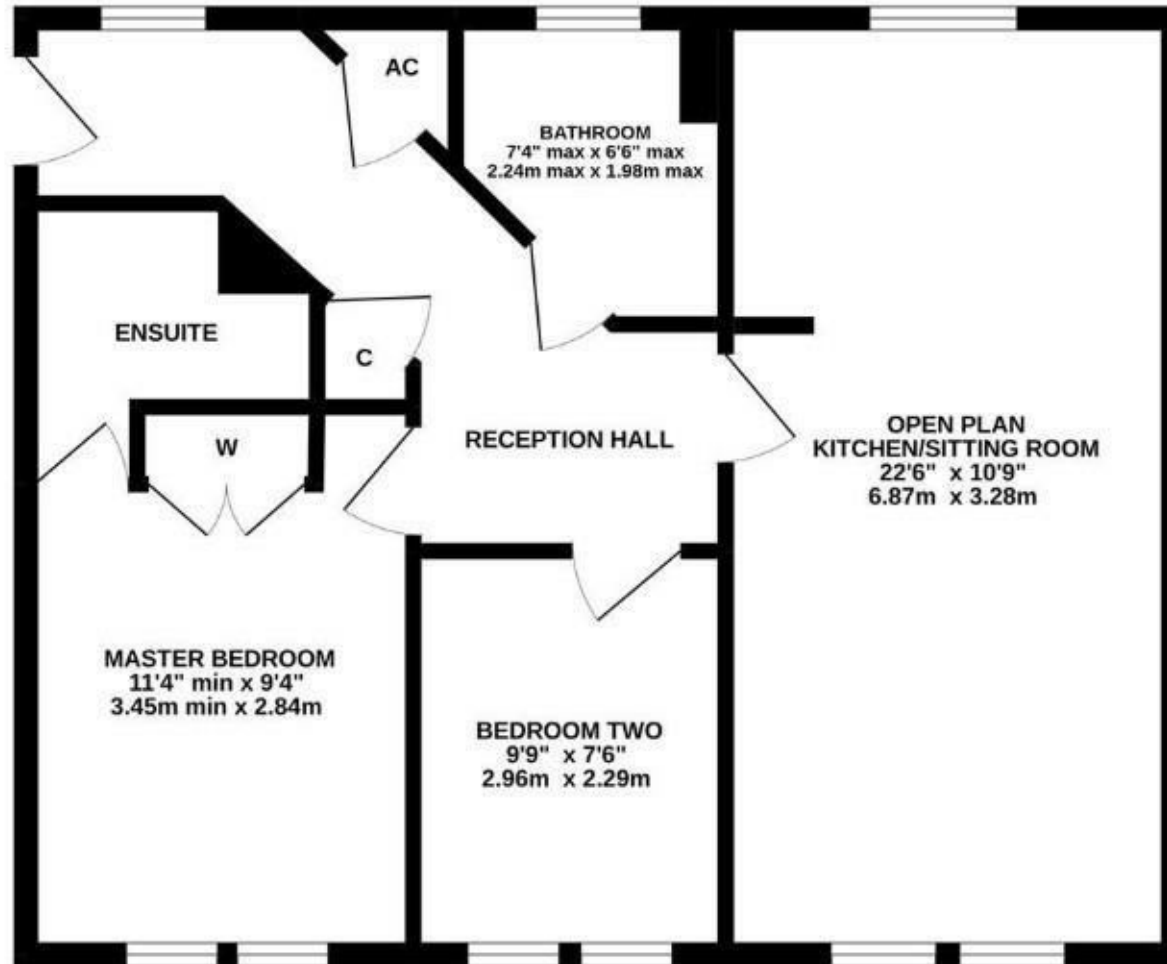 AC
BATHROOM
7'4" max x 6'6" max
2.24m max x 1.98m max
ENSUITE
C
W
RECEPTION HALL
OPEN PLAN
KITCHEN/SITTING ROOM
22'6" x 10'9"
6.87m x 3.28m
MASTER BEDROOM
11'4" min x 9'4"
3.45m min x 2.84m
BEDROOM TWO
9'9" x 7'6"
2.96m x 2.29m